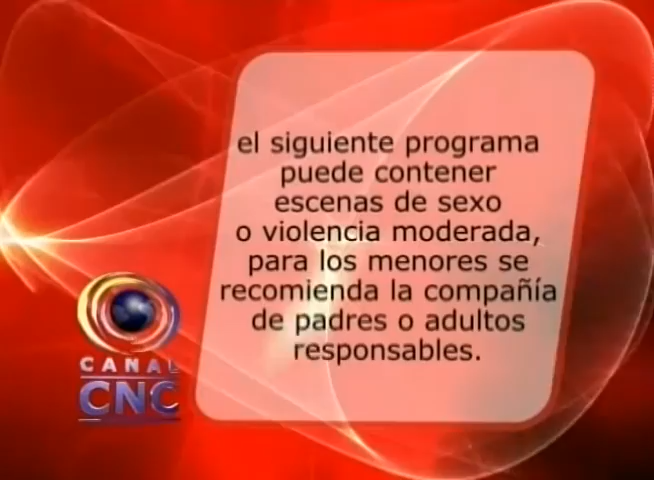 el siguiente programa
puede contener
escenas de sexo
o violencia moderada,
para los menores se
recomienda la compañía
de padres o adultos
responsables.
CANAL
CNC